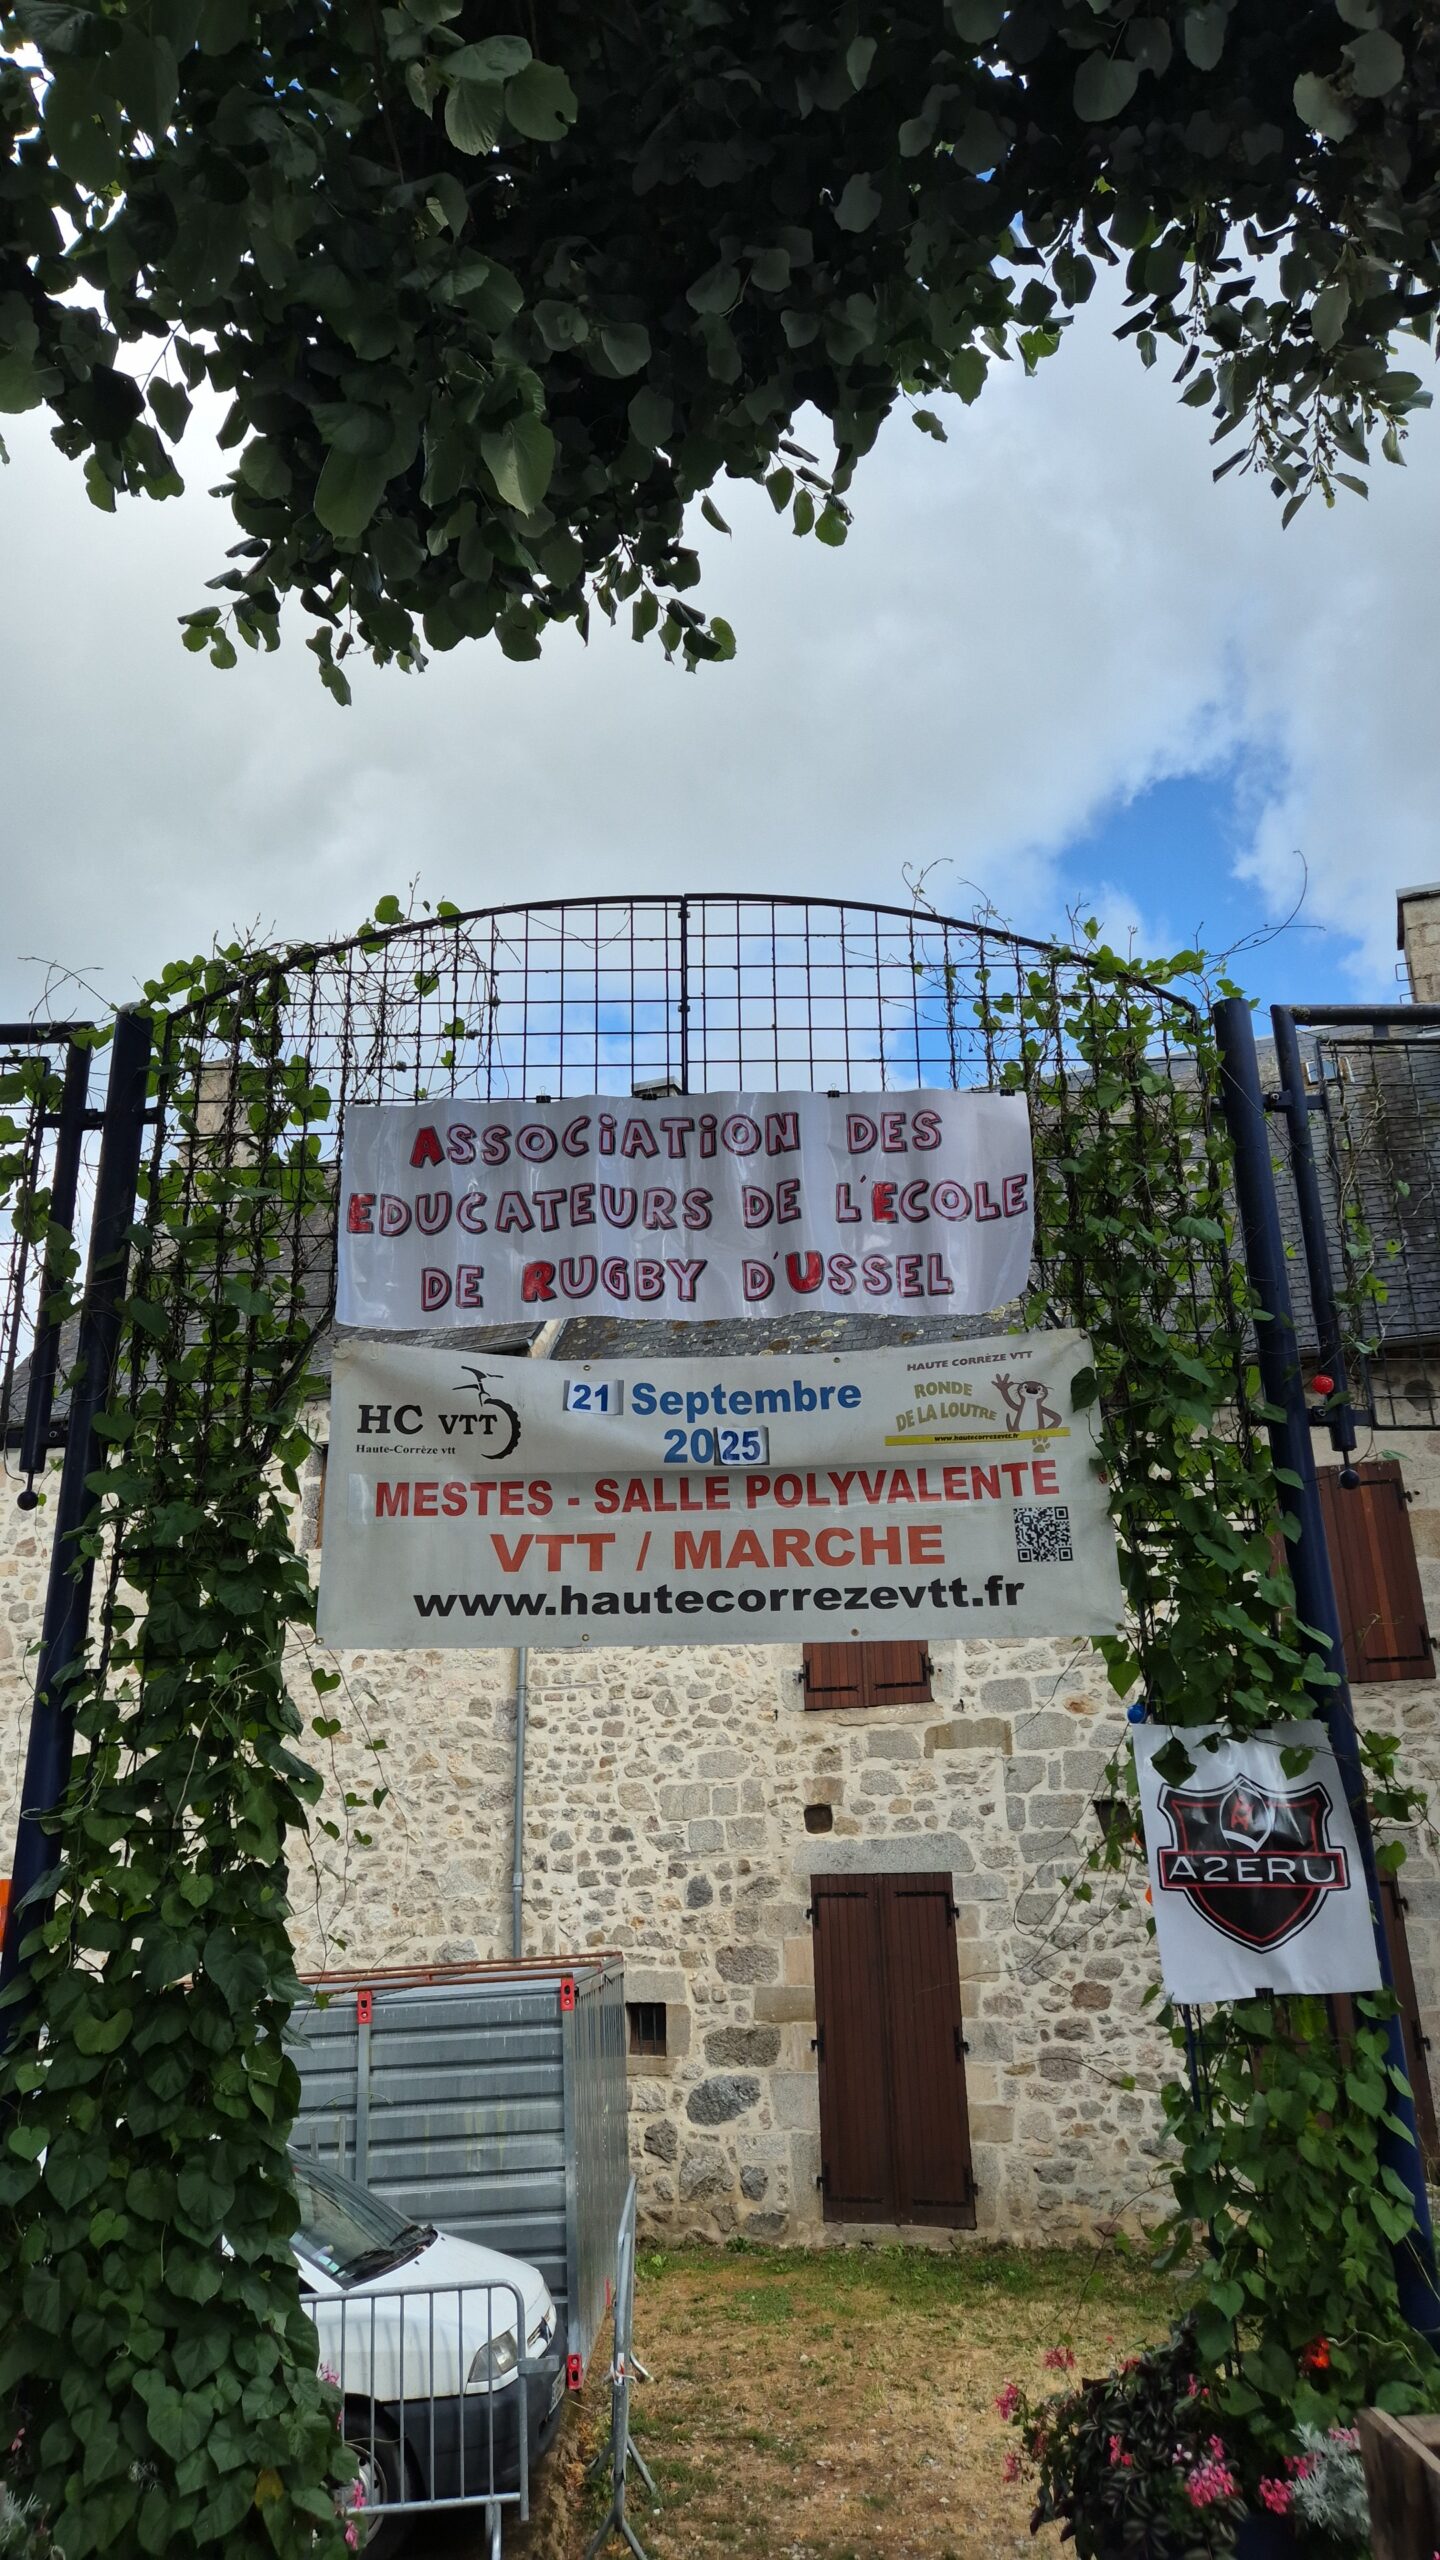 ASSOCiATiON DES
EDUCATEURS DE L'ECOLE
DE RUGBY D'USSEL
HC VTT
Haute-Corrèze vtt
21 Septembre
2025
HAUTE CORRÈZE VTT
RONDE
DE LA LOUTRE
www.hautecorrezevtt.fr
MESTES - SALLE POLYVALENTE
VTT / MARCHE
www.hautecorrezevtt.fr
A2ERU